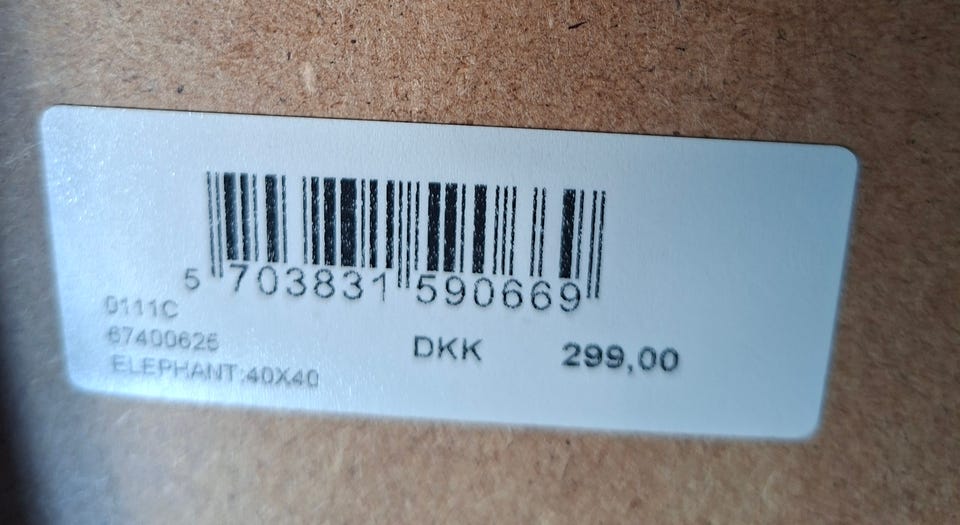 5 703831 590669
0111C
67400625
ELEPHANT:40X40
DKK 299,00